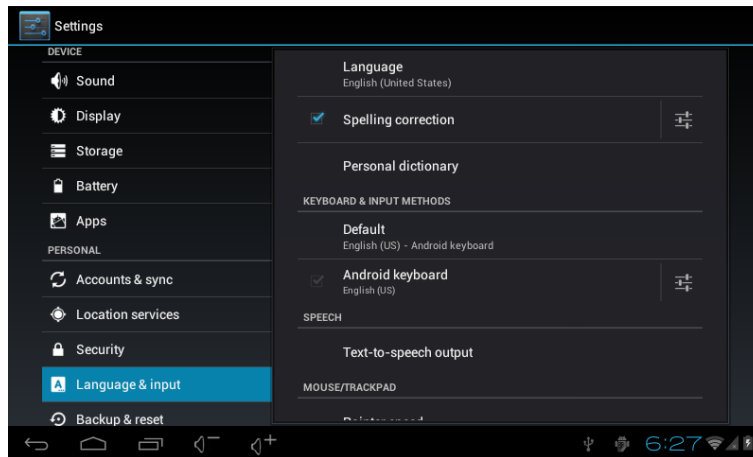 Settings
DEVICE
Sound
Display
Storage
Battery
Apps
PERSONAL
Accounts & sync
Location services
Security
Language & input
Backup & reset
Language
English (United States)
Spelling correction
Personal dictionary
KEYBOARD & INPUT METHODS
Default
English (US) - Android keyboard
Android keyboard
English (US)
SPEECH
Text-to-speech output
MOUSE/TRACKPAD
Pointer speed
6:27